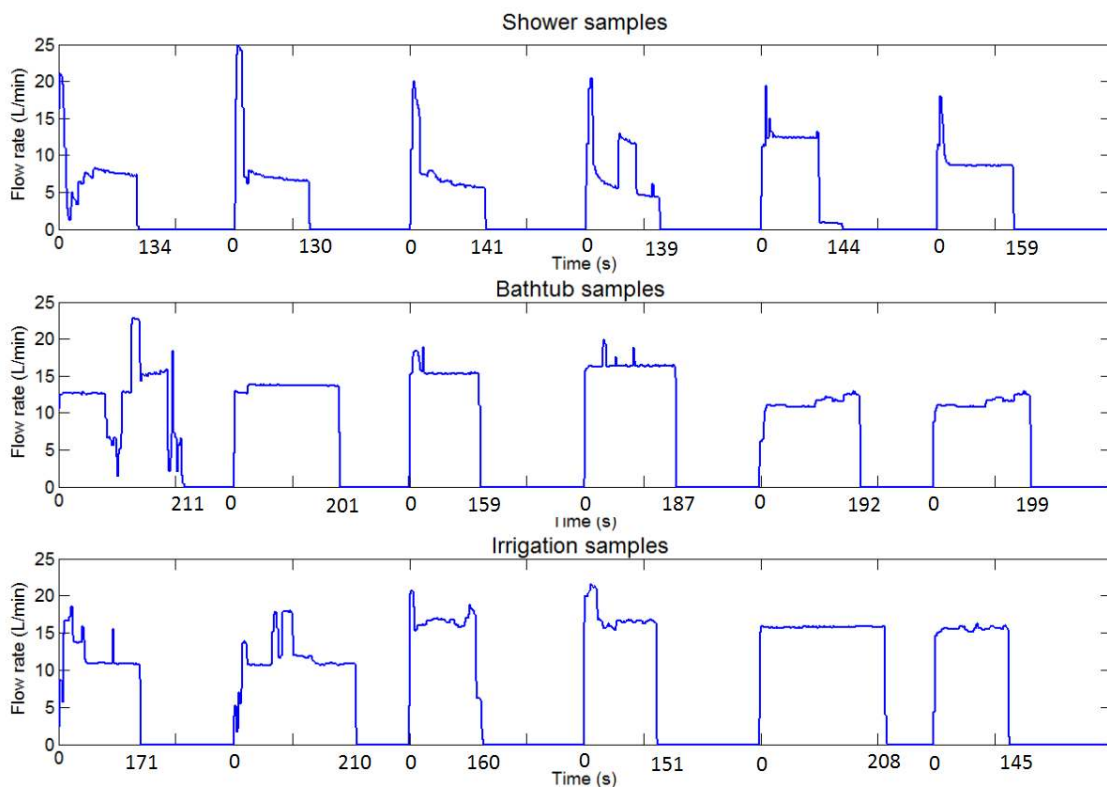 Shower samples
Flow rate (L/min)
25
20
15
10
5
0
0 134 0 130 0 141 0 139 0 144 0 159
Time (s)
Bathtub samples
Flow rate (L/min)
25
20
15
10
5
0
0 211 0 201 0 159 0 187 0 192 0 199
Time (s)
Irrigation samples
Flow rate (L/min)
25
20
15
10
5
0
0 171 0 210 0 160 0 151 0 208 0 145
Time (s)